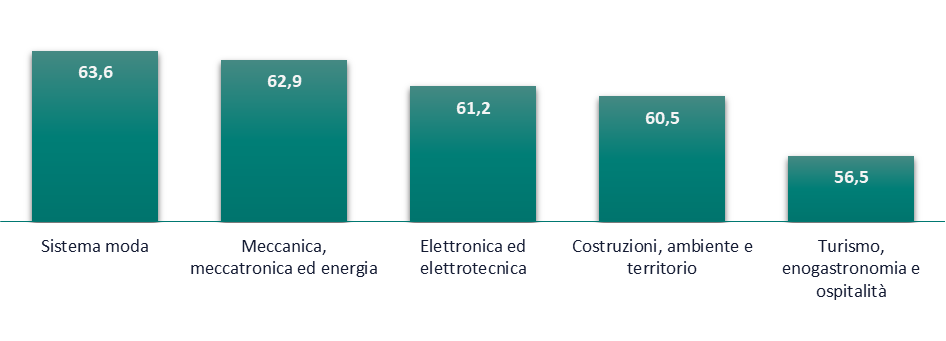 63,6
62,9
61,2
60,5
56,5
Sistema moda
Meccanica,
meccatronica ed energia
Elettronica ed
elettrotecnica
Costruzioni, ambiente e
territorio
Turismo,
enogastronomia e
ospitalità